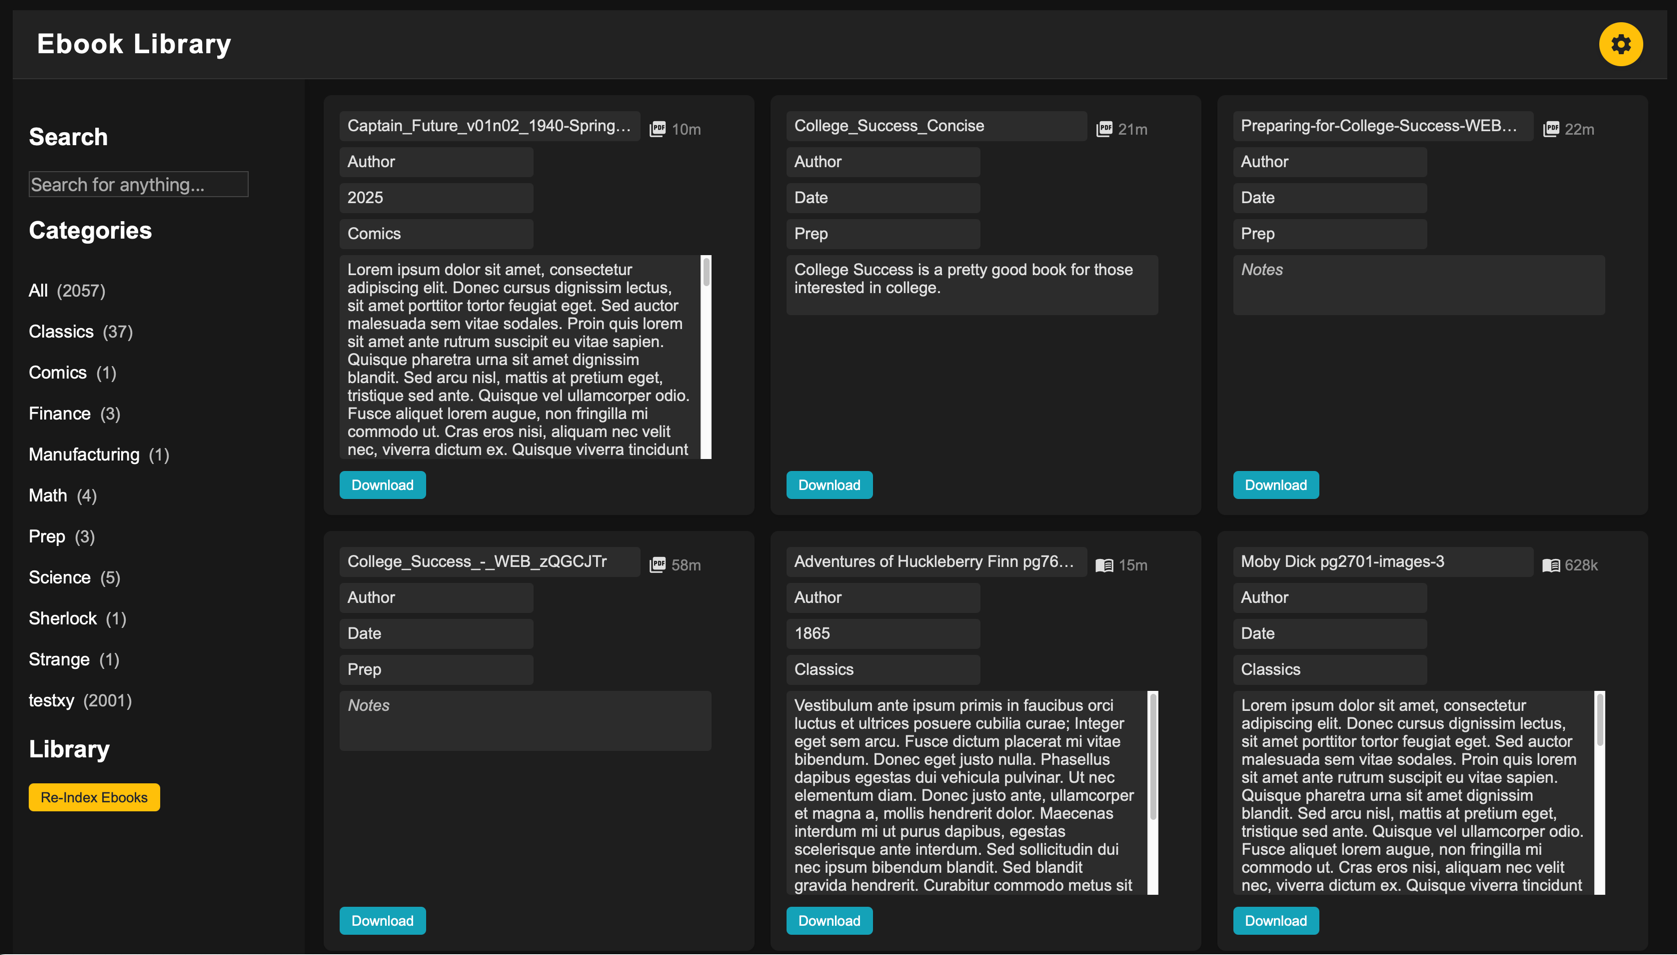 Ebook Library
Search
Search for anything...
Categories
All (2057)
Classics (37)
Comics (1)
Finance (3)
Manufacturing (1)
Math (4)
Prep (3)
Science (5)
Sherlock (1)
Strange (1)
testxy (2001)
Library
Re-Index Ebooks
Captain_Future_v01n02_1940-Spring...
PDF 10m
Author
2025
Comics
Lorem ipsum dolor sit amet, consectetur
adipiscing elit. Donec cursus dignissim lectus,
sit amet porttitor tortor feugiat eget. Sed auctor
malesuada sem vitae sodales. Proin quis lorem
sit amet ante rutrum suscipit eu vitae sapien.
Quisque pharetra urna sit amet dignissim
blandit. Sed arcu nisl, mattis at pretium eget,
tristique sed ante. Quisque vel ullamcorper odio.
Fusce aliquet lorem augue, non fringilla mi
commodo ut. Cras eros nisi, aliquam nec velit
nec, viverra dictum ex. Quisque viverra tincidunt
Download
College_Success_Concise
PDF 21m
Author
Date
Prep
College Success is a pretty good book for those
interested in college.
Download
Preparing-for-College-Success-WEB...
PDF 22m
Author
Date
Prep
Notes
Download
College_Success_-_WEB_zQGCJTr
PDF 58m
Author
Date
Prep
Notes
Download
Adventures of Huckleberry Finn pg76...
15m
Author
1865
Classics
Vestibulum ante ipsum primis in faucibus orci
luctus et ultrices posuere cubilia curae; Integer
eget sem arcu. Fusce dictum placerat mi vitae
bibendum. Donec eget justo nulla. Phasellus
dapibus egestas dui vehicula pulvinar. Ut nec
elementum diam. Donec justo ante, ullamcorper
et magna a, mollis hendrerit dolor. Maecenas
interdum mi ut purus dapibus, egestas
scelerisque ante interdum. Sed sollicitudin dui
nec ipsum bibendum blandit. Sed blandit
gravida hendrerit. Curabitur commodo metus sit
Download
Moby Dick pg2701-images-3
628k
Author
Date
Classics
Lorem ipsum dolor sit amet, consectetur
adipiscing elit. Donec cursus dignissim lectus,
sit amet porttitor tortor feugiat eget. Sed auctor
malesuada sem vitae sodales. Proin quis lorem
sit amet ante rutrum suscipit eu vitae sapien.
Quisque pharetra urna sit amet dignissim
blandit. Sed arcu nisl, mattis at pretium eget,
tristique sed ante. Quisque vel ullamcorper odio.
Fusce aliquet lorem augue, non fringilla mi
commodo ut. Cras eros nisi, aliquam nec velit
nec, viverra dictum ex. Quisque viverra tincidunt
Download